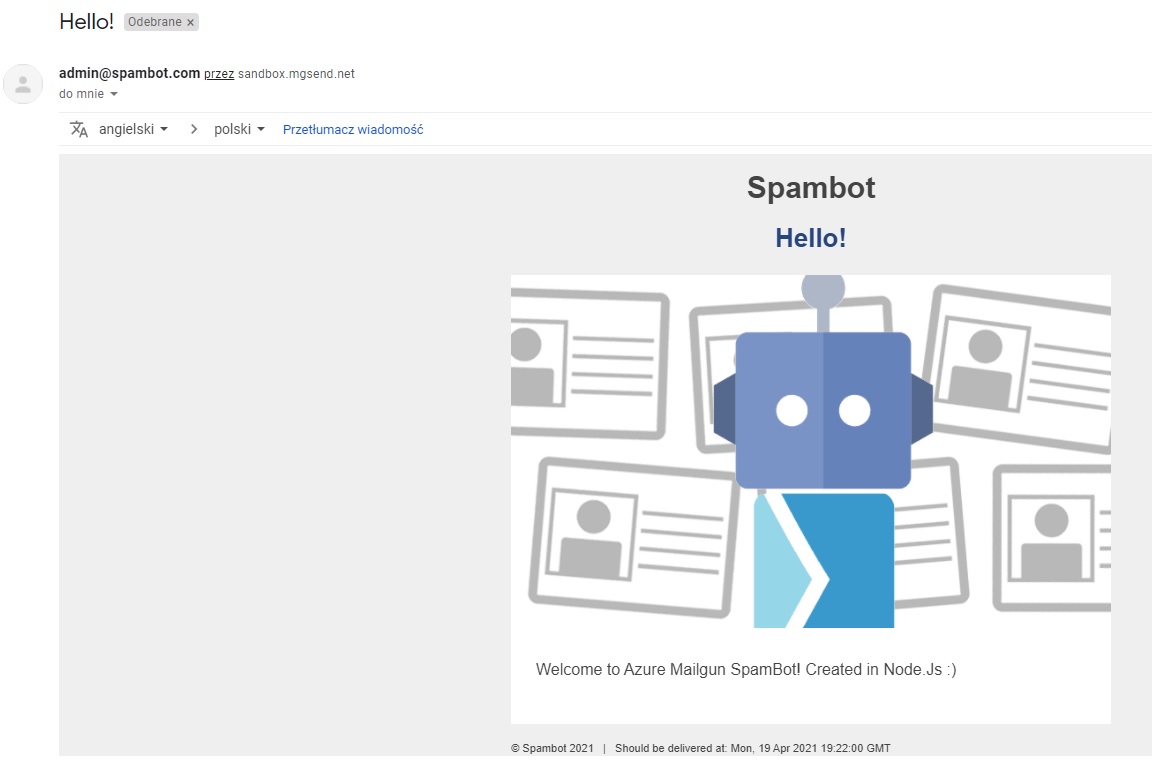 Hello! Odebrane ×
admin@spambot.com przez sandbox.mgsend.net
do mnie
angielski > polski Przetłumacz wiadomość
Spambot
Hello!
Welcome to Azure Mailgun SpamBot! Created in Node.Js :)
© Spambot 2021 | Should be delivered at: Mon, 19 Apr 2021 19:22:00 GMT